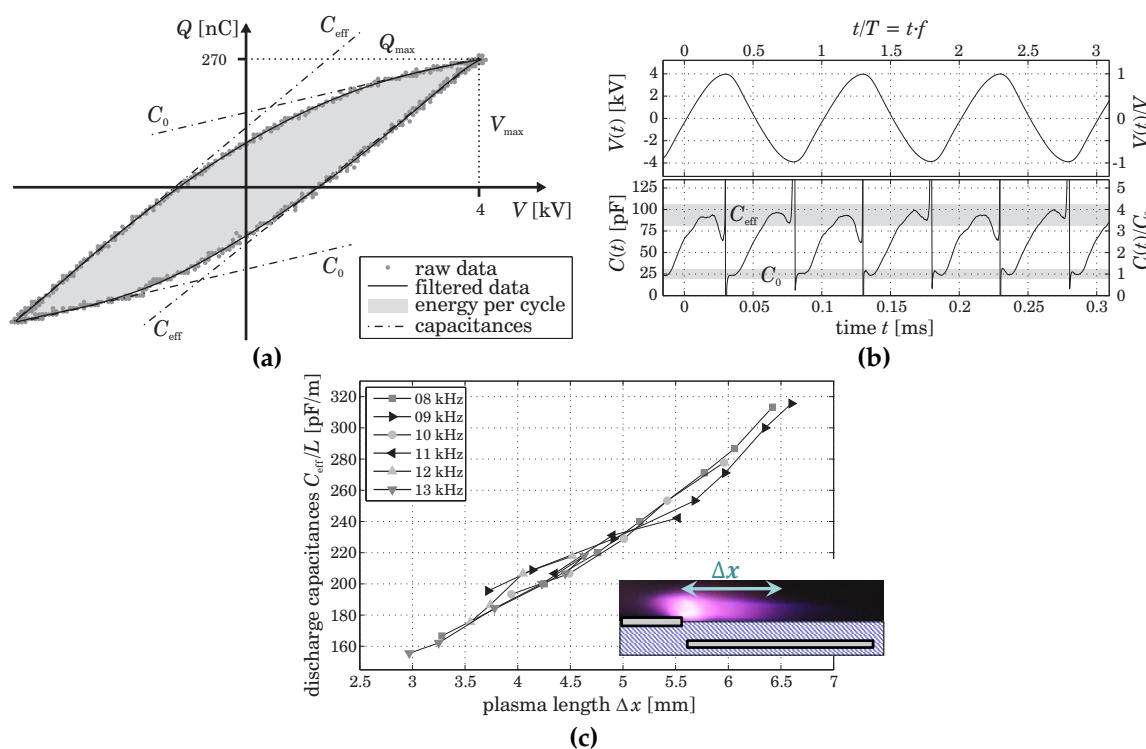 Q [nC]
270
C_eff
Q_max
C_0
V_max
4
V [kV]
C_0
C_eff
raw data
filtered data
energy per cycle
capacitances
(a)
t/T = t·f
0 0.5 1 1.5 2 2.5 3
V(t) [kV]
4
2
0
-2
-4
1
0
-1
C(t) [pF]
125
100
75
50
25
0
C_eff
C_0
5
4
3
2
1
0
0 0.05 0.1 0.15 0.2 0.25 0.3
time t [ms]
(b)
discharge capacitances C_eff/L [pF/m]
320
300
280
260
240
220
200
180
160
08 kHz
09 kHz
10 kHz
11 kHz
12 kHz
13 kHz
Δx
2.5 3 3.5 4 4.5 5 5.5 6 6.5 7
plasma length Δx [mm]
(c)